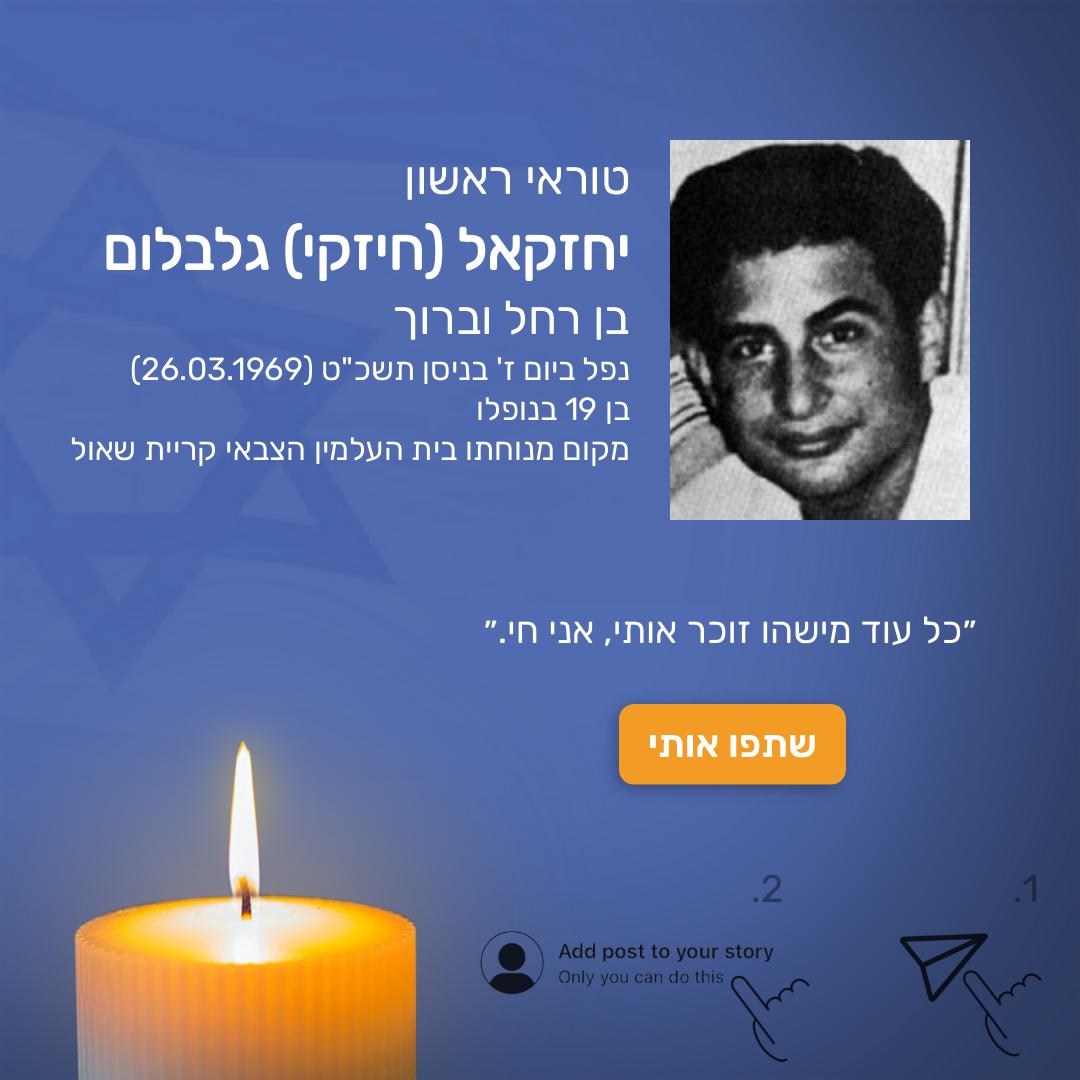 טוראי ראשון
יחזקאל (חיזקי) גלבלום
בן רחל וברוך
נפל ביום ז' בניסן תשכ"ט (26.03.1969)
בן 19 בנופלו
מקום מנוחתו בית העלמין הצבאי קריית שאול
״כל עוד מישהו זוכר אותי, אני חי.״
שתפו אותי
1.
2.
Add post to your story
Only you can do this